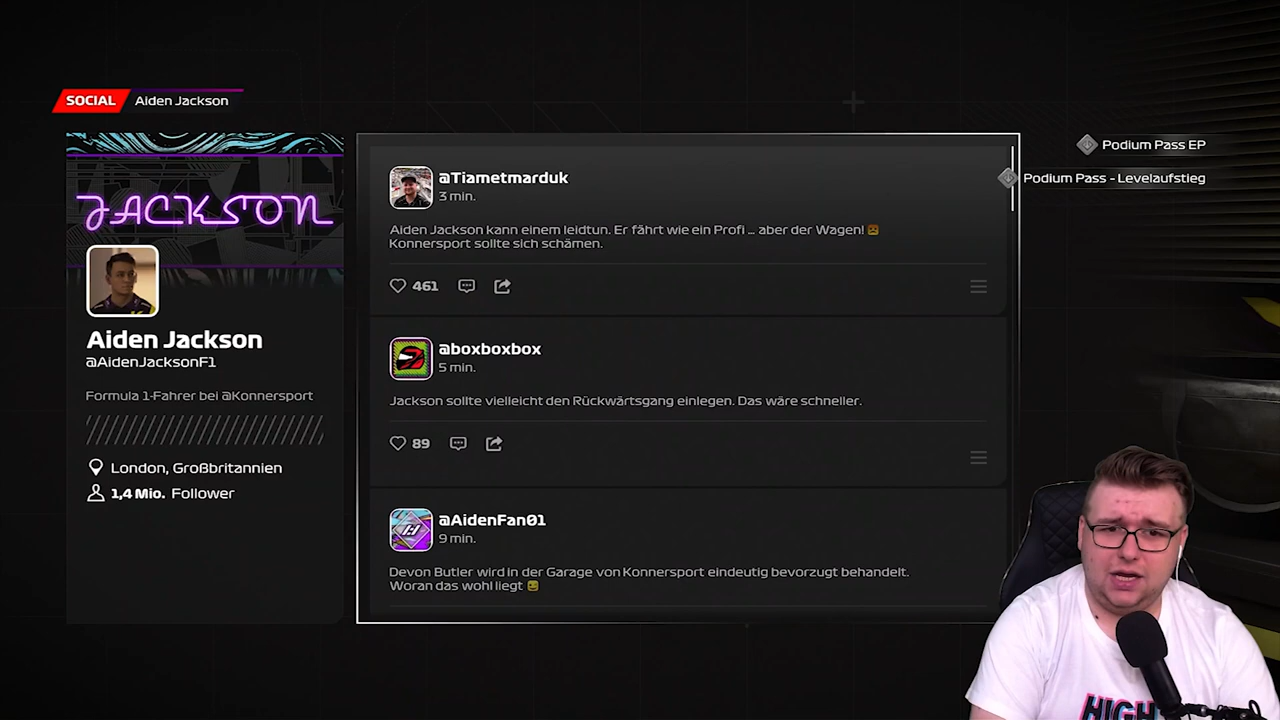 SOCIAL Aiden Jackson
JACKSON
Aiden Jackson
@AidenJacksonF1
Formula 1-Fahrer bei @Konnersport
London, Großbritannien
1,4 Mio. Follower
@Tiametmarduk
3 min.
Aiden Jackson kann einem leidtun. Er fährt wie ein Profi ... aber der Wagen!
Konnersport sollte sich schämen.
461
@boxboxbox
5 min.
Jackson sollte vielleicht den Rückwärtsgang einlegen. Das wäre schneller.
89
@AidenFan01
9 min.
Devon Butler wird in der Garage von Konnersport eindeutig bevorzugt behandelt.
Woran das wohl liegt
Podium Pass EP
Podium Pass - Levelaufstieg
HIGH